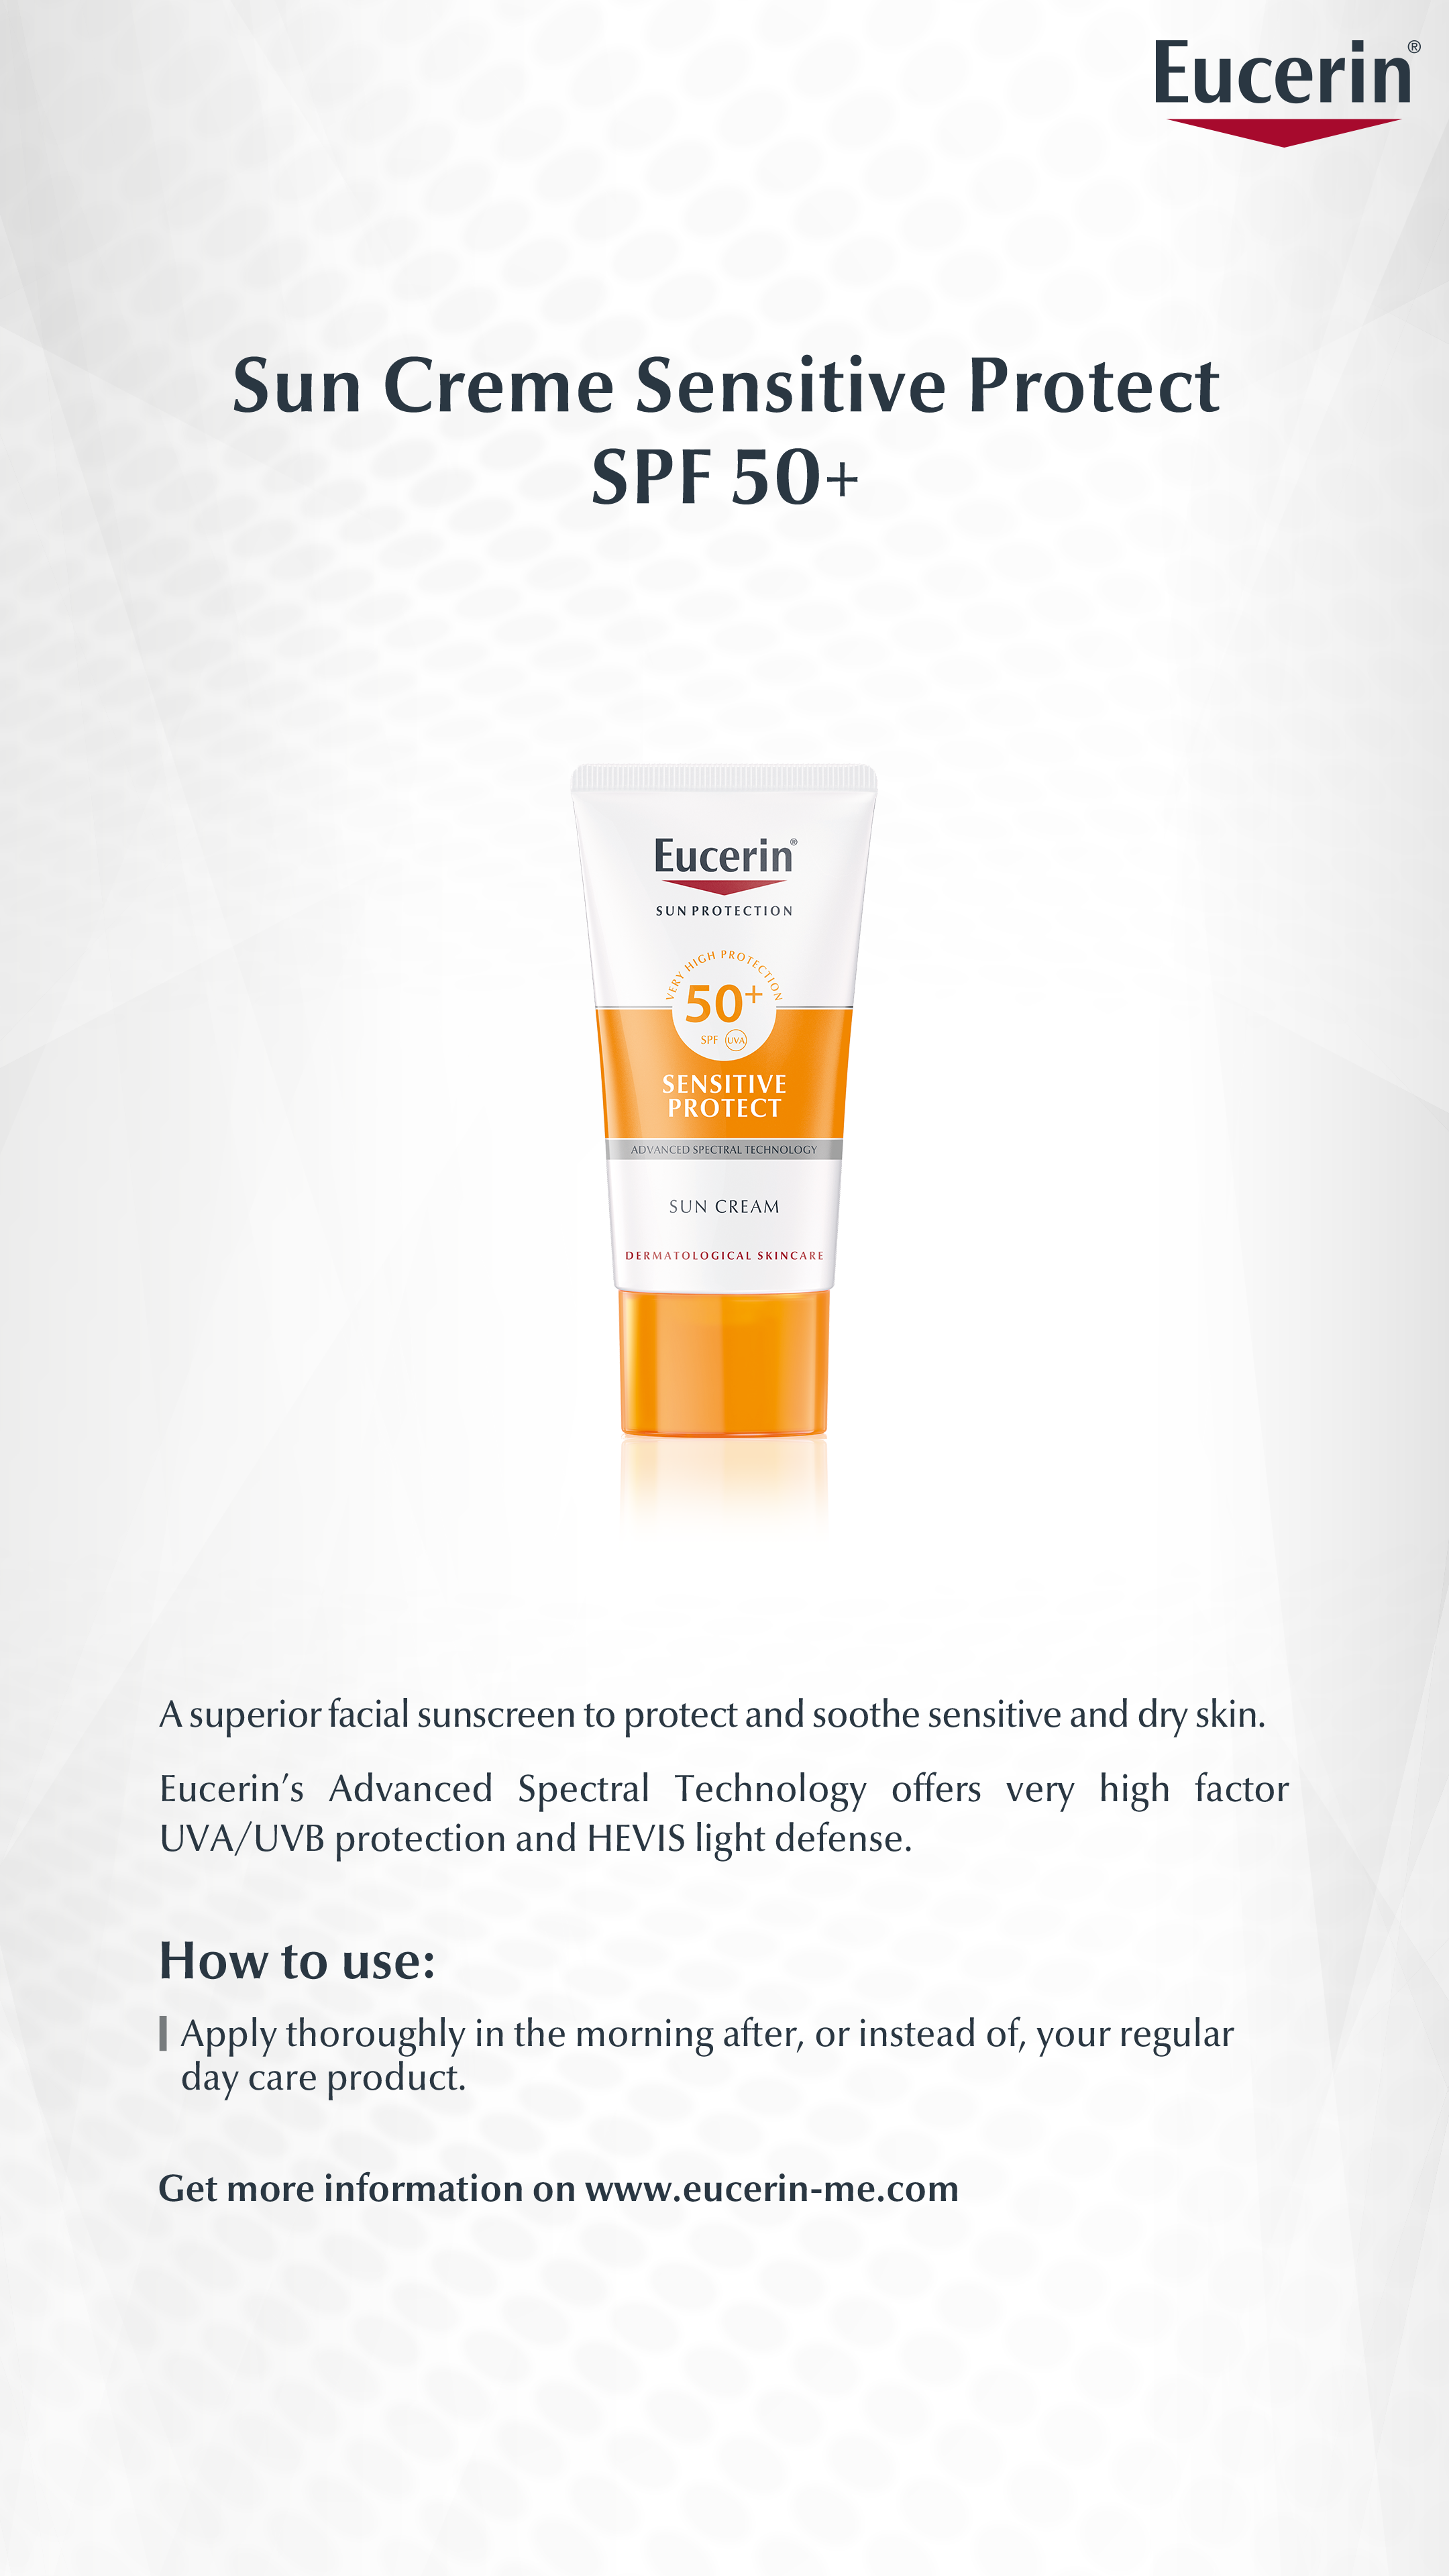 Eucerin®
Sun Creme Sensitive Protect
SPF 50+
Eucerin®
SUN PROTECTION
VERY HIGH PROTECTION
50+
SPF UVA
SENSITIVE
PROTECT
ADVANCED SPECTRAL TECHNOLOGY
SUN CREAM
DERMATOLOGICAL SKINCARE
A superior facial sunscreen to protect and soothe sensitive and dry skin.
Eucerin’s Advanced Spectral Technology offers very high factor
UVA/UVB protection and HEVIS light defense.
How to use:
Apply thoroughly in the morning after, or instead of, your regular
day care product.
Get more information on www.eucerin-me.com